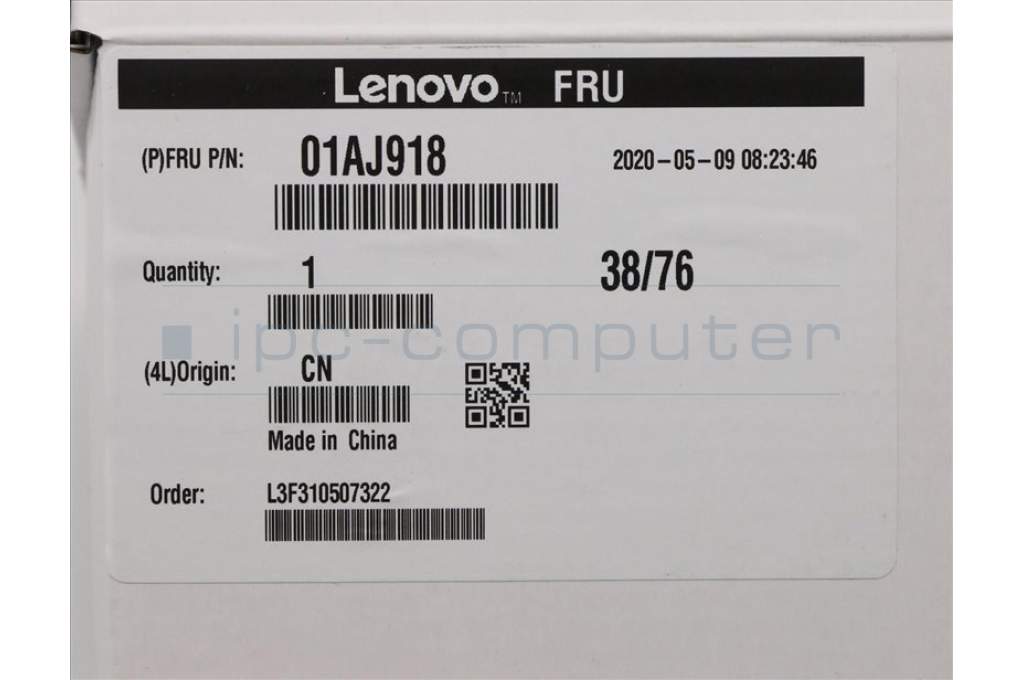 Lenovo™ FRU
(P)FRU P/N: 01AJ918 2020-05-09 08:23:46
Quantity: 1 38/76
ipc-computer
(4L)Origin: CN
Made in China
Order: L3F310507322